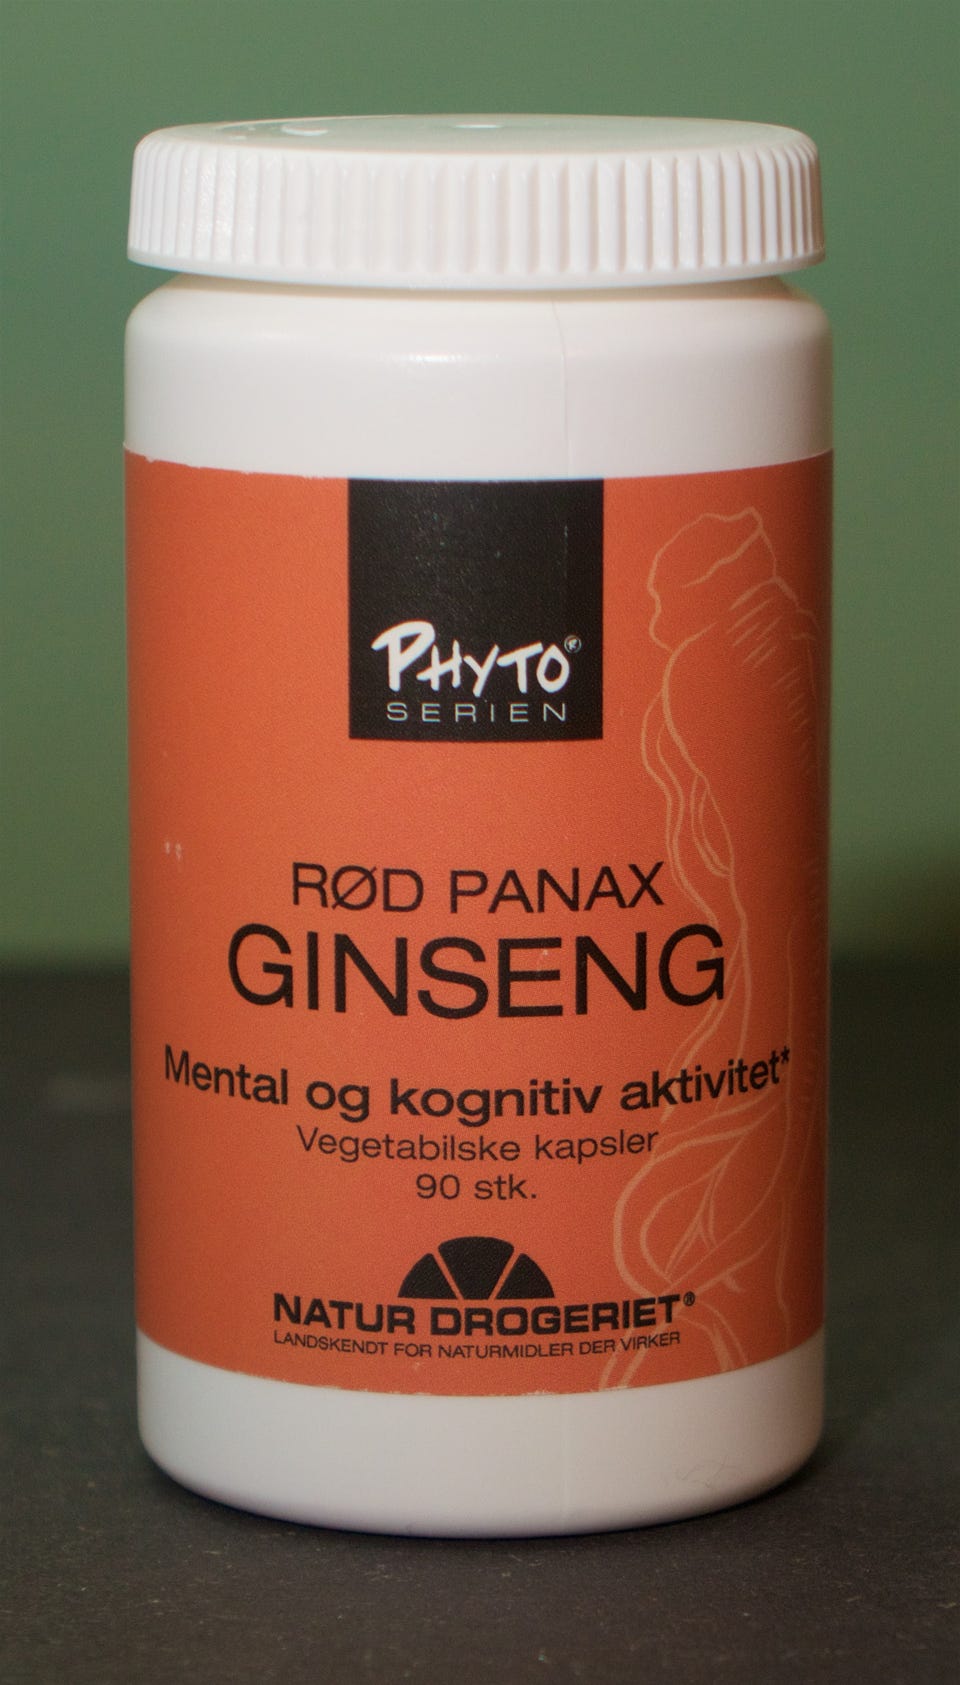 PHYTO®
SERIEN
RØD PANAX
GINSENG
Mental og kognitiv aktivitet*
Vegetabilske kapsler
90 stk.
NATUR DROGERIET®
LANDSKENDT FOR NATURMIDLER DER VIRKER